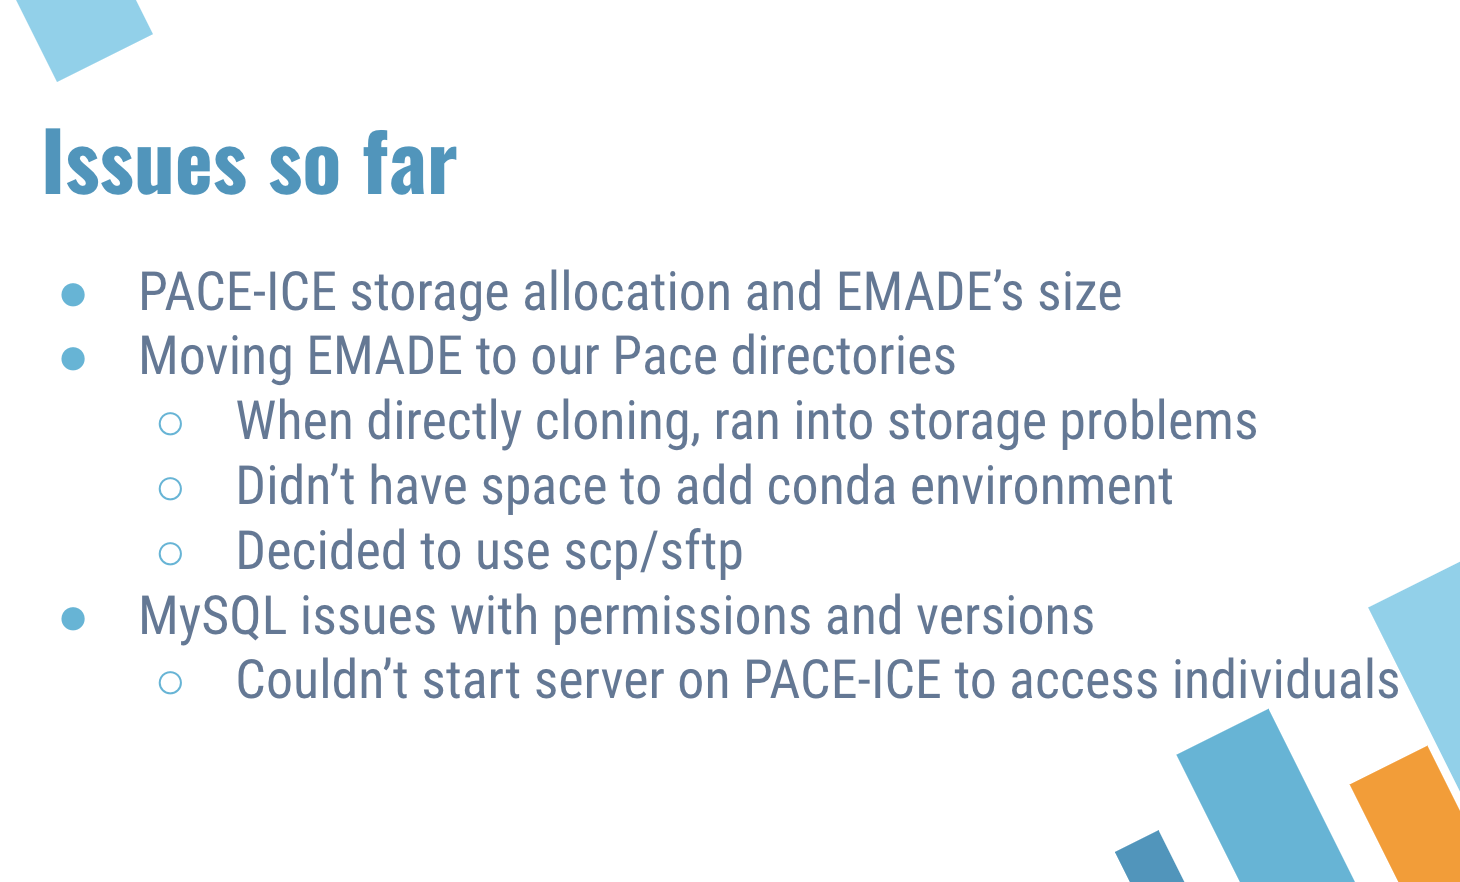 Issues so far
● PACE-ICE storage allocation and EMADE’s size
● Moving EMADE to our Pace directories
○ When directly cloning, ran into storage problems
○ Didn’t have space to add conda environment
○ Decided to use scp/sftp
● MySQL issues with permissions and versions
○ Couldn’t start server on PACE-ICE to access individuals